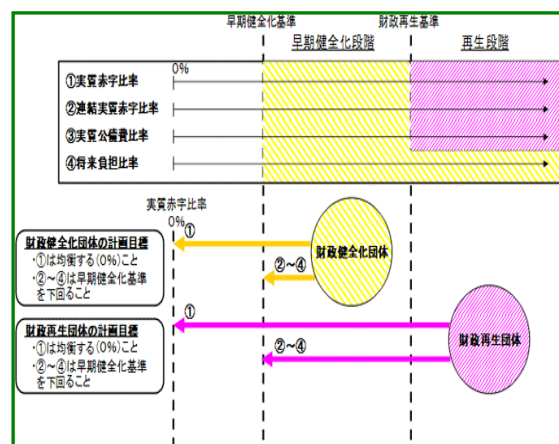 早期健全化基準
財政再生基準
早期健全化段階
再生段階
0%
①実質赤字比率
②連結実質赤字比率
③実質公債費比率
④将来負担比率
実質赤字比率
0%
財政健全化団体の計画目標
・①は均衡する(0%)こと
・②～④は早期健全化基準
を下回ること
①
②～④
財政健全化団体
財政再生団体の計画目標
・①は均衡する(0%)こと
・②～④は早期健全化基準
を下回ること
①
②～④
財政再生団体